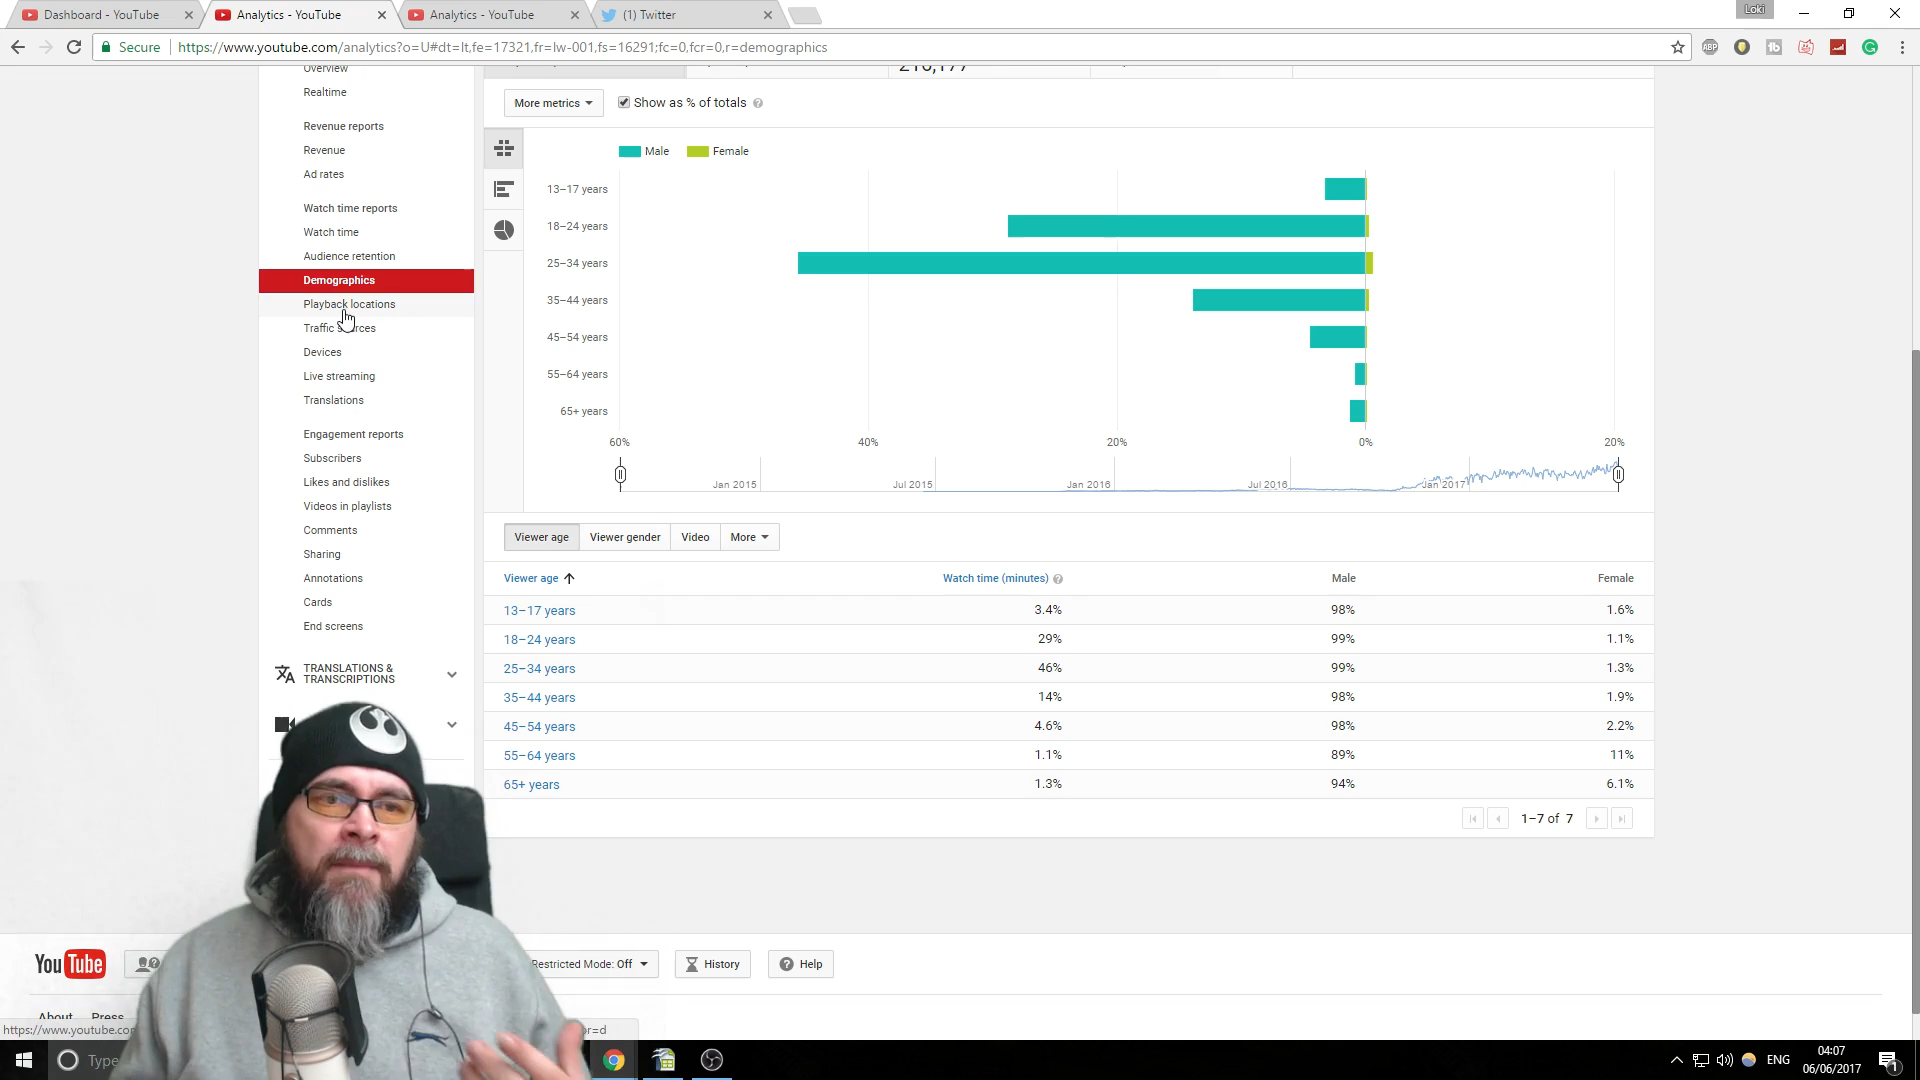 Dashboard - YouTube
Analytics - YouTube
Analytics - YouTube
(1) Twitter
Loki
Secure
https://www.youtube.com/analytics?o=U#dt=lt,fe=17321,fr=lw-001,fs=16291;fc=0,fcr=0,r=demographics
ABP
Overview
Realtime
Revenue reports
Revenue
Ad rates
Watch time reports
Watch time
Audience retention
Demographics
Playback locations
Devices
Live streaming
Translations
Engagement reports
Subscribers
Likes and dislikes
Videos in playlists
Comments
Sharing
Annotations
Cards
End screens
TRANSLATIONS &
TRANSCRIPTIONS
More metrics
Show as % of totals
Male Female
13–17 years
18–24 years
25–34 years
35–44 years
45–54 years
55–64 years
65+ years
60% 40% 20% 0% 20%
Jan 2015 Jul 2015 Jan 2016 Jul 2016 Jan 2017
Viewer age Viewer gender Video More
Viewer age Watch time (minutes) Male Female
13–17 years 3.4% 98% 1.6%
18–24 years 29% 99% 1.1%
25–34 years 46% 99% 1.3%
35–44 years 14% 98% 1.9%
45–54 years 4.6% 98% 2.2%
55–64 years 1.1% 89% 11%
65+ years 1.3% 94% 6.1%
1–7 of 7
YouTube
Restricted Mode: Off
History
Help
About Press
https://www.youtube.co
r=d
Type
ENG
04:07
06/06/2017
1